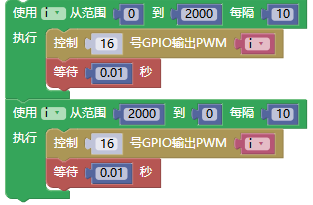 使用 i 从范围 0 到 2000 每隔 10
执行 控制 16 号GPIO输出PWM i
等待 0.01 秒
使用 i 从范围 2000 到 0 每隔 10
执行 控制 16 号GPIO输出PWM i
等待 0.01 秒